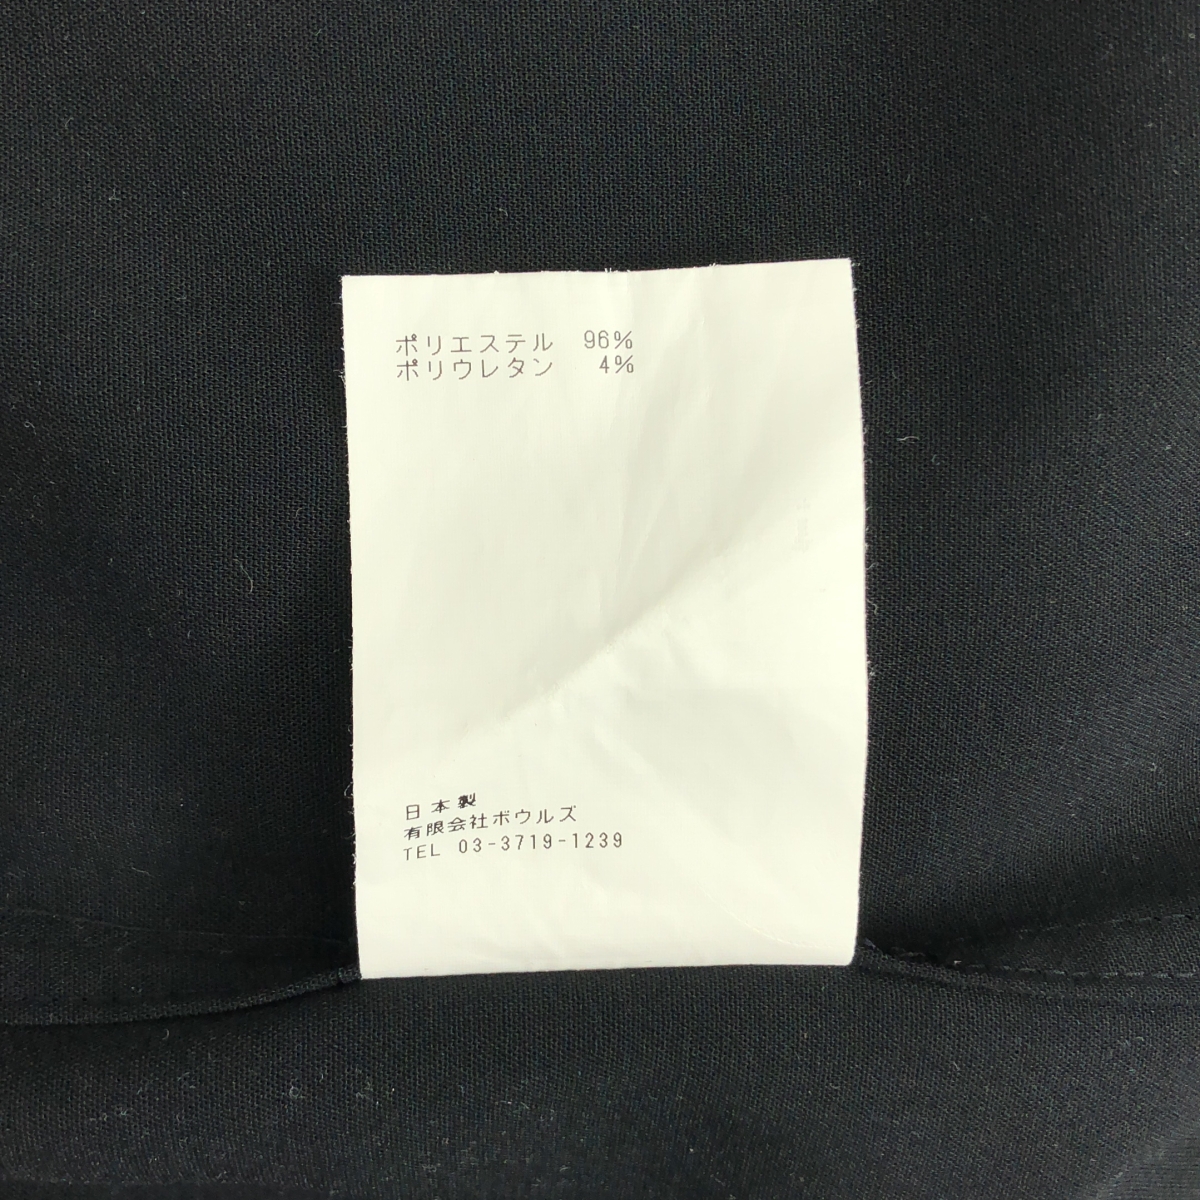 ポリエステル 96%
ポリウレタン 4%
日本製
有限会社ボウルズ
TEL 03-3719-1239